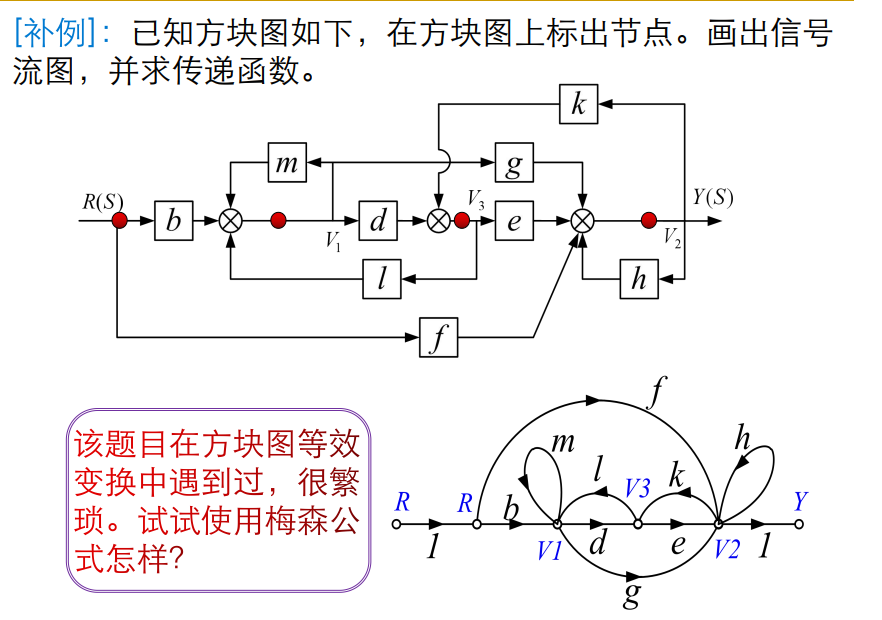 [补例]：已知方块图如下，在方块图上标出节点。画出信号
流图，并求传递函数。
k
m
g
R(S)
b
V1
d
V3
e
Y(S)
V2
l
h
f
该题目在方块图等效
变换中遇到过，很繁
琐。试试使用梅森公
式怎样?
f
m
l
k
h
R
R
b
V3
Y
1
V1
d
e
V2
1
g